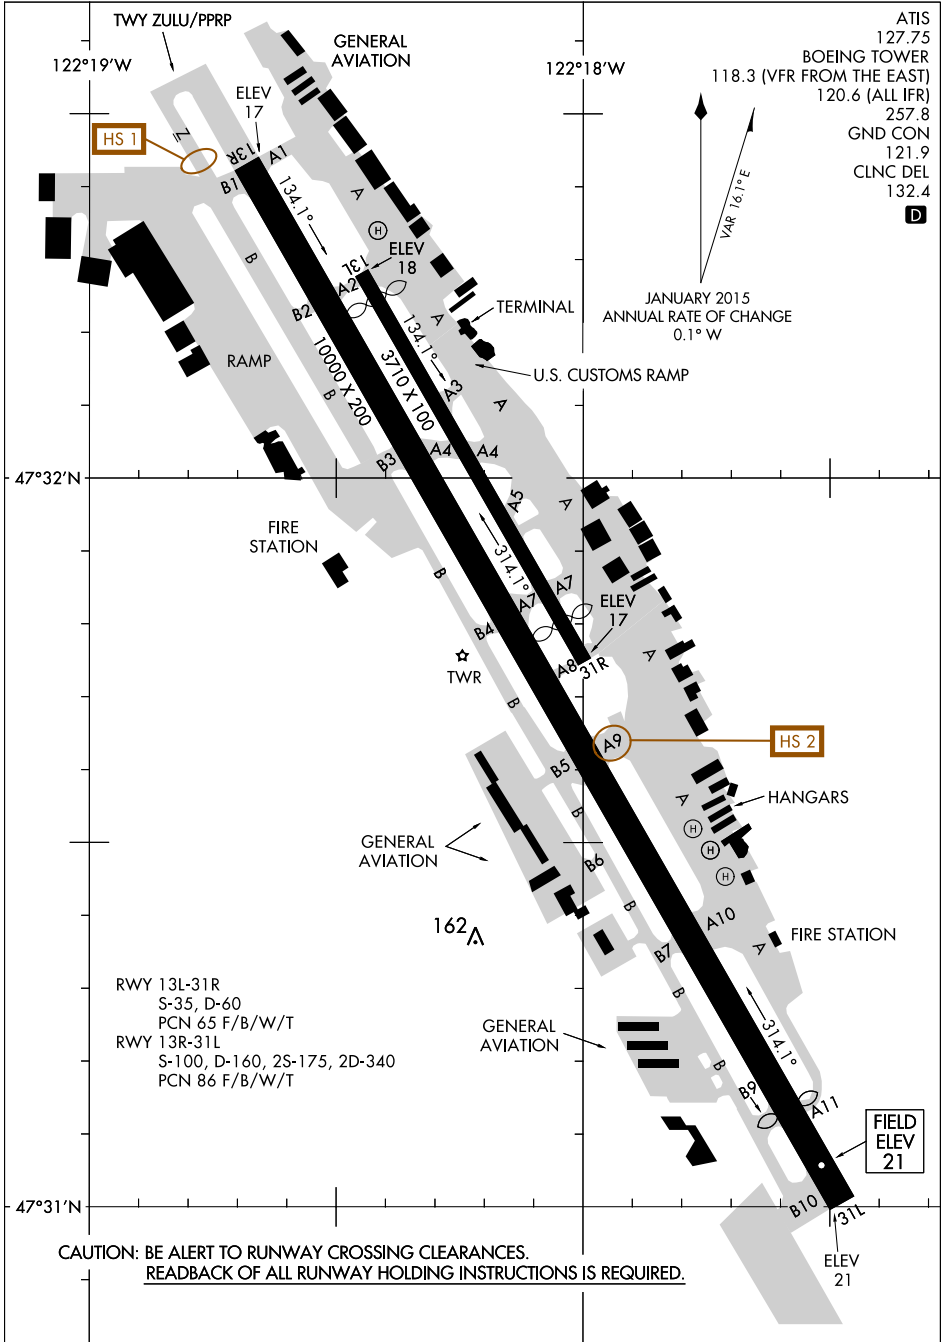 TWY ZULU/PPRP
GENERAL
AVIATION
122°19'W
122°18'W
ATIS
127.75
BOEING TOWER
118.3 (VFR FROM THE EAST)
120.6 (ALL IFR)
257.8
GND CON
121.9
CLNC DEL
132.4
D
ELEV
17
HS 1
Z
13R
A1
B1
134.1°
A
H
VAR 16.1° E
JANUARY 2015
ANNUAL RATE OF CHANGE
0.1° W
B
13L
ELEV
18
A2
B2
A
TERMINAL
134.1°
U.S. CUSTOMS RAMP
RAMP
10000 X 200
3710 X 100
A3
B
A
B3
A4
A4
47°32'N
A5
A
FIRE
STATION
314.1°
B
A7
A7
ELEV
17
B4
TWR
A8
31R
A
B
A9
HS 2
B5
HANGARS
A
B
H
H
H
GENERAL
AVIATION
B6
B
A10
162
B7
A
FIRE STATION
RWY 13L-31R
S-35, D-60
PCN 65 F/B/W/T
RWY 13R-31L
S-100, D-160, 2S-175, 2D-340
PCN 86 F/B/W/T
B
GENERAL
AVIATION
314.1°
B
B9
A11
FIELD
ELEV
21
47°31'N
B10
31L
ELEV
21
CAUTION: BE ALERT TO RUNWAY CROSSING CLEARANCES.
READBACK OF ALL RUNWAY HOLDING INSTRUCTIONS IS REQUIRED.